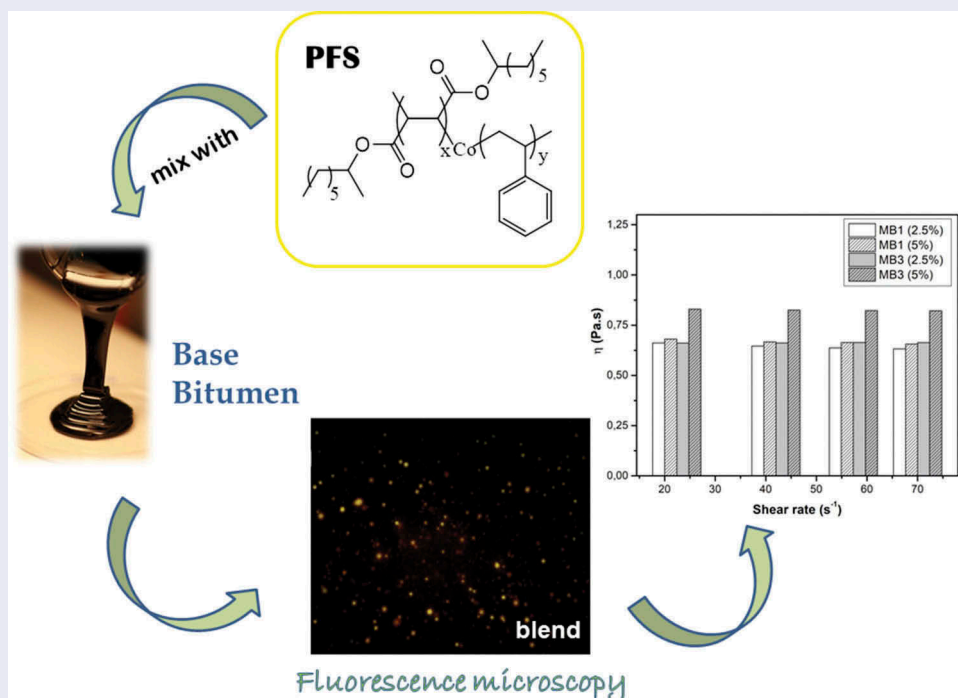 PFS
O
O
5
x
Co
y
O
O
5
mix with
Base
Bitumen
blend
Fluorescence microscopy
MB1 (2.5%)
MB1 (5%)
MB3 (2.5%)
MB3 (5%)
1,25
1,00
0,75
0,50
0,25
0,00
η (Pa.s)
20 30 40 50 60 70
Shear rate (s⁻¹)